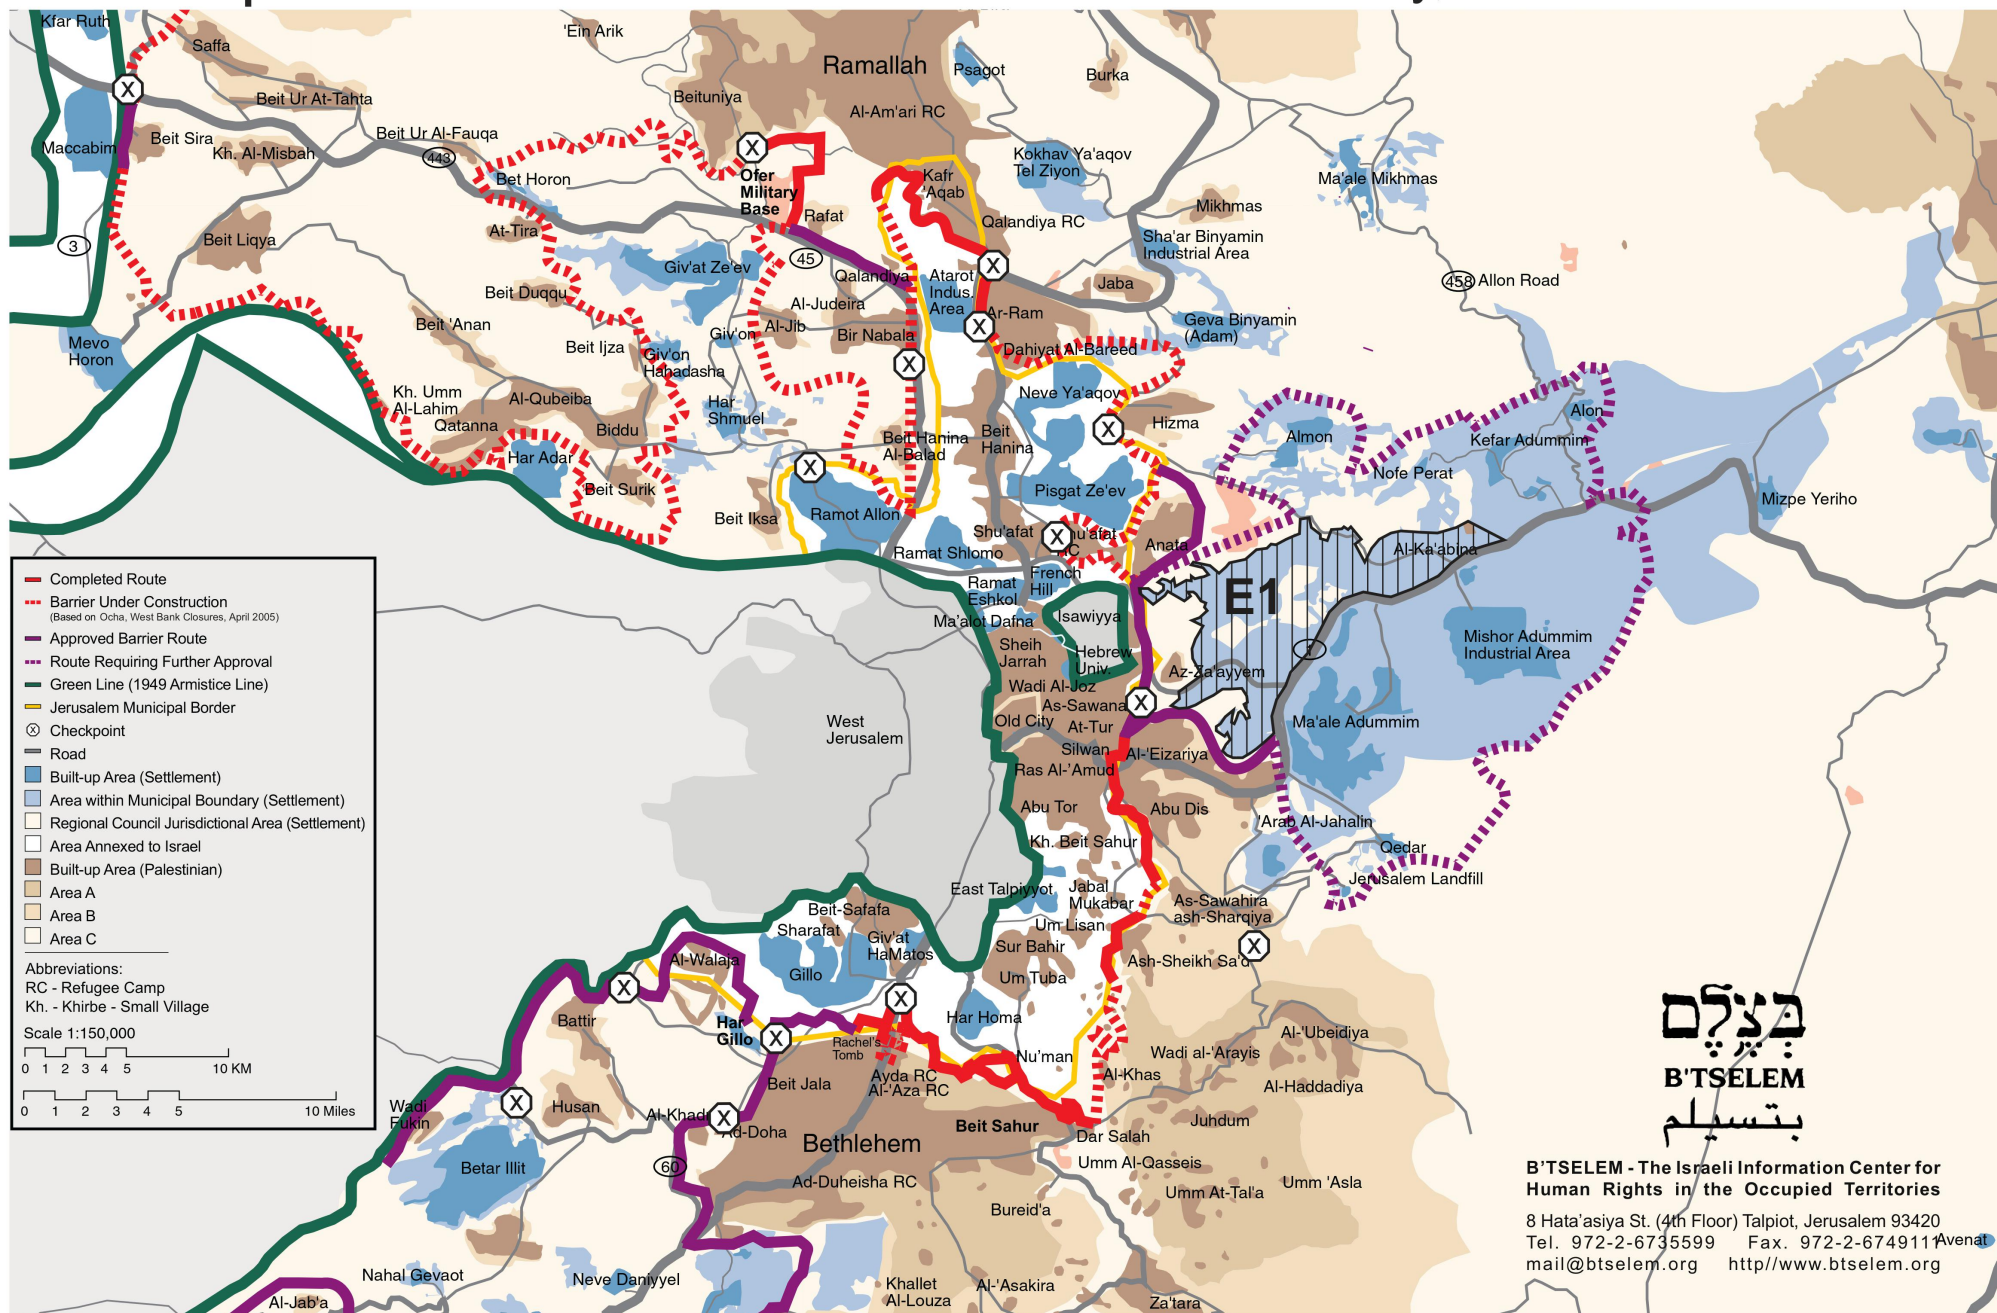 Kfar Ruth
Saffa
'Ein Arik
Ramallah
Psagot
Burka
Beit Ur At-Tahta
Beituniya
Al-Am'ari RC
Maccabim
Beit Sira
Kh. Al-Misbah
Beit Ur Al-Fauqa
443
Bet Horon
Ofer
Military
Base
Kafr
'Aqab
Kokhav Ya'aqov
Tel Ziyon
Ma'ale Mikhmas
Rafat
Qalandiya RC
Mikhmas
3
Beit Liqya
At-Tira
Giv'at Ze'ev
45
Qalandiya
Atarot
Indus.
Area
Sha'ar Binyamin
Industrial Area
Jaba
458
Allon Road
Beit Duqqu
Al-Judeira
Ar-Ram
Geva Binyamin
(Adam)
Mevo
Horon
Beit 'Anan
Beit Ijza
Giv'on
Al-Jib
Bir Nabala
Dahiyat Al-Bareed
Giv'on
Hahadasha
Kh. Umm
Al-Lahim
Qatanna
Al-Qubeiba
Biddu
Har
Shmuel
Neve Ya'aqov
Hizma
Almon
Alon
Kefar Adummim
Beit Hanina
Al-Balad
Beit
Hanina
Har Adar
Beit Surik
Nofe Perat
Beit Iksa
Ramot Allon
Pisgat Ze'ev
Mizpe Yeriho
Shu'afat
Shu'afat
RC
Anata
Al-Ka'abina
Ramat Shlomo
French
Hill
Ramat
Eshkol
E1
Ma'alot Dafna
Isawiyya
Sheih
Jarrah
Hebrew
Univ.
Az-Za'ayyem
1
Mishor Adummim
Industrial Area
Wadi Al-Joz
As-Sawana
West
Jerusalem
Old City
At-Tur
Ma'ale Adummim
Silwan
Al-'Eizariya
Ras Al-'Amud
Abu Tor
Abu Dis
'Arab Al-Jahalin
Kh. Beit Sahur
Qedar
Jerusalem Landfill
East Talpiyyot
Jabal
Mukabar
As-Sawahira
ash-Sharqiya
Beit-Safafa
Sharafat
Giv'at
HaMatos
Um Lisan
Sur Bahir
Um Tuba
Ash-Sheikh Sa'd
Al-Walaja
Gillo
Battir
Har
Gillo
Har Homa
Rachel's
Tomb
Nu'man
Wadi al-'Arayis
Al-'Ubeidiya
Al-Khas
Al-Haddadiya
Beit Jala
Ayda RC
Al-'Aza RC
Wadi
Fukin
Husan
Al-Khadr
Ad-Doha
Bethlehem
Beit Sahur
Dar Salah
Juhdum
Umm Al-Qasseis
Betar Illit
60
Ad-Duheisha RC
Umm At-Tal'a
Umm 'Asla
Bureid'a
Nahal Gevaot
Neve Daniyyel
Khallet
Al-Louza
Al-'Asakira
Al-Jab'a
Za'tara
Avenat
Completed Route
Barrier Under Construction
(Based on Ocha, West Bank Closures, April 2005)
Approved Barrier Route
Route Requiring Further Approval
Green Line (1949 Armistice Line)
Jerusalem Municipal Border
X Checkpoint
Road
Built-up Area (Settlement)
Area within Municipal Boundary (Settlement)
Regional Council Jurisdictional Area (Settlement)
Area Annexed to Israel
Built-up Area (Palestinian)
Area A
Area B
Area C
Abbreviations:
RC - Refugee Camp
Kh. - Khirbe - Small Village
Scale 1:150,000
0 1 2 3 4 5 10 KM
0 1 2 3 4 5 10 Miles
בְּצֶלֶם
B'TSELEM
بتسيلم
B'TSELEM - The Israeli Information Center for
Human Rights in the Occupied Territories
8 Hata'asiya St. (4th Floor) Talpiot, Jerusalem 93420
Tel. 972-2-6735599 Fax. 972-2-6749111
mail@btselem.org http//www.btselem.org